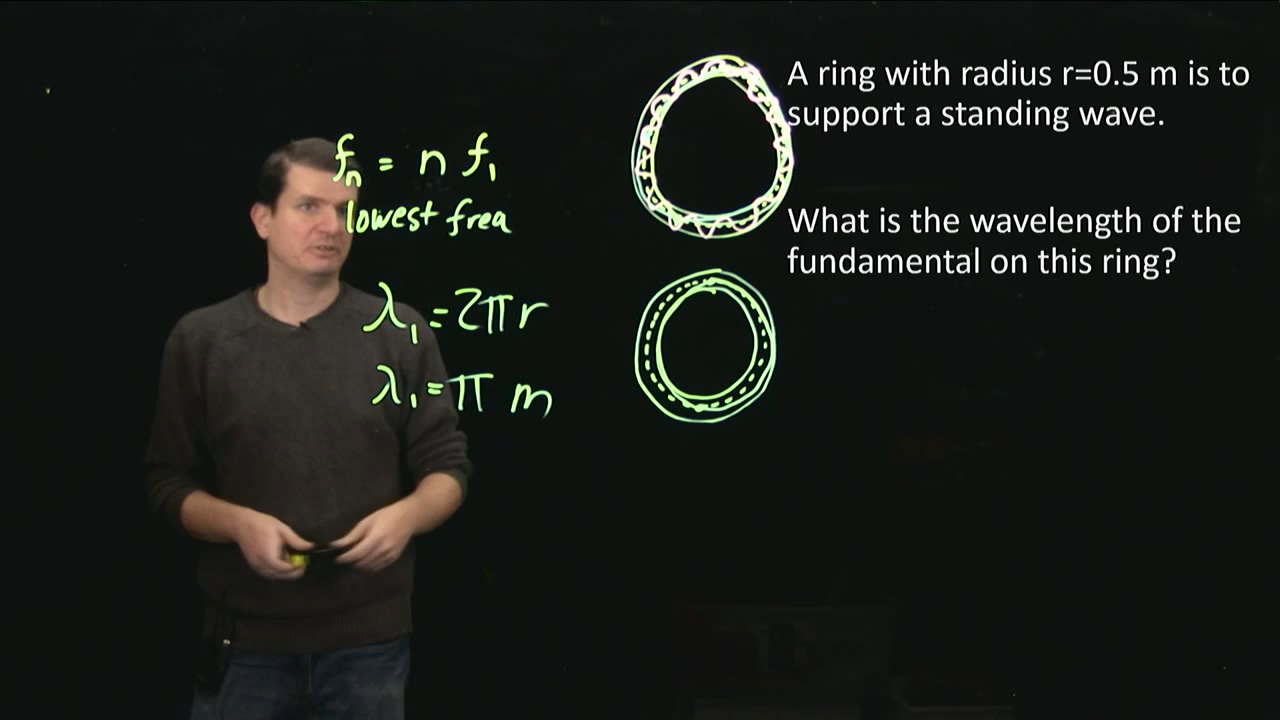 A ring with radius r=0.5 m is to
support a standing wave.
What is the wavelength of the
fundamental on this ring?
fₙ = n f₁
lowest freq
λ₁ = 2πr
λ₁ = π m